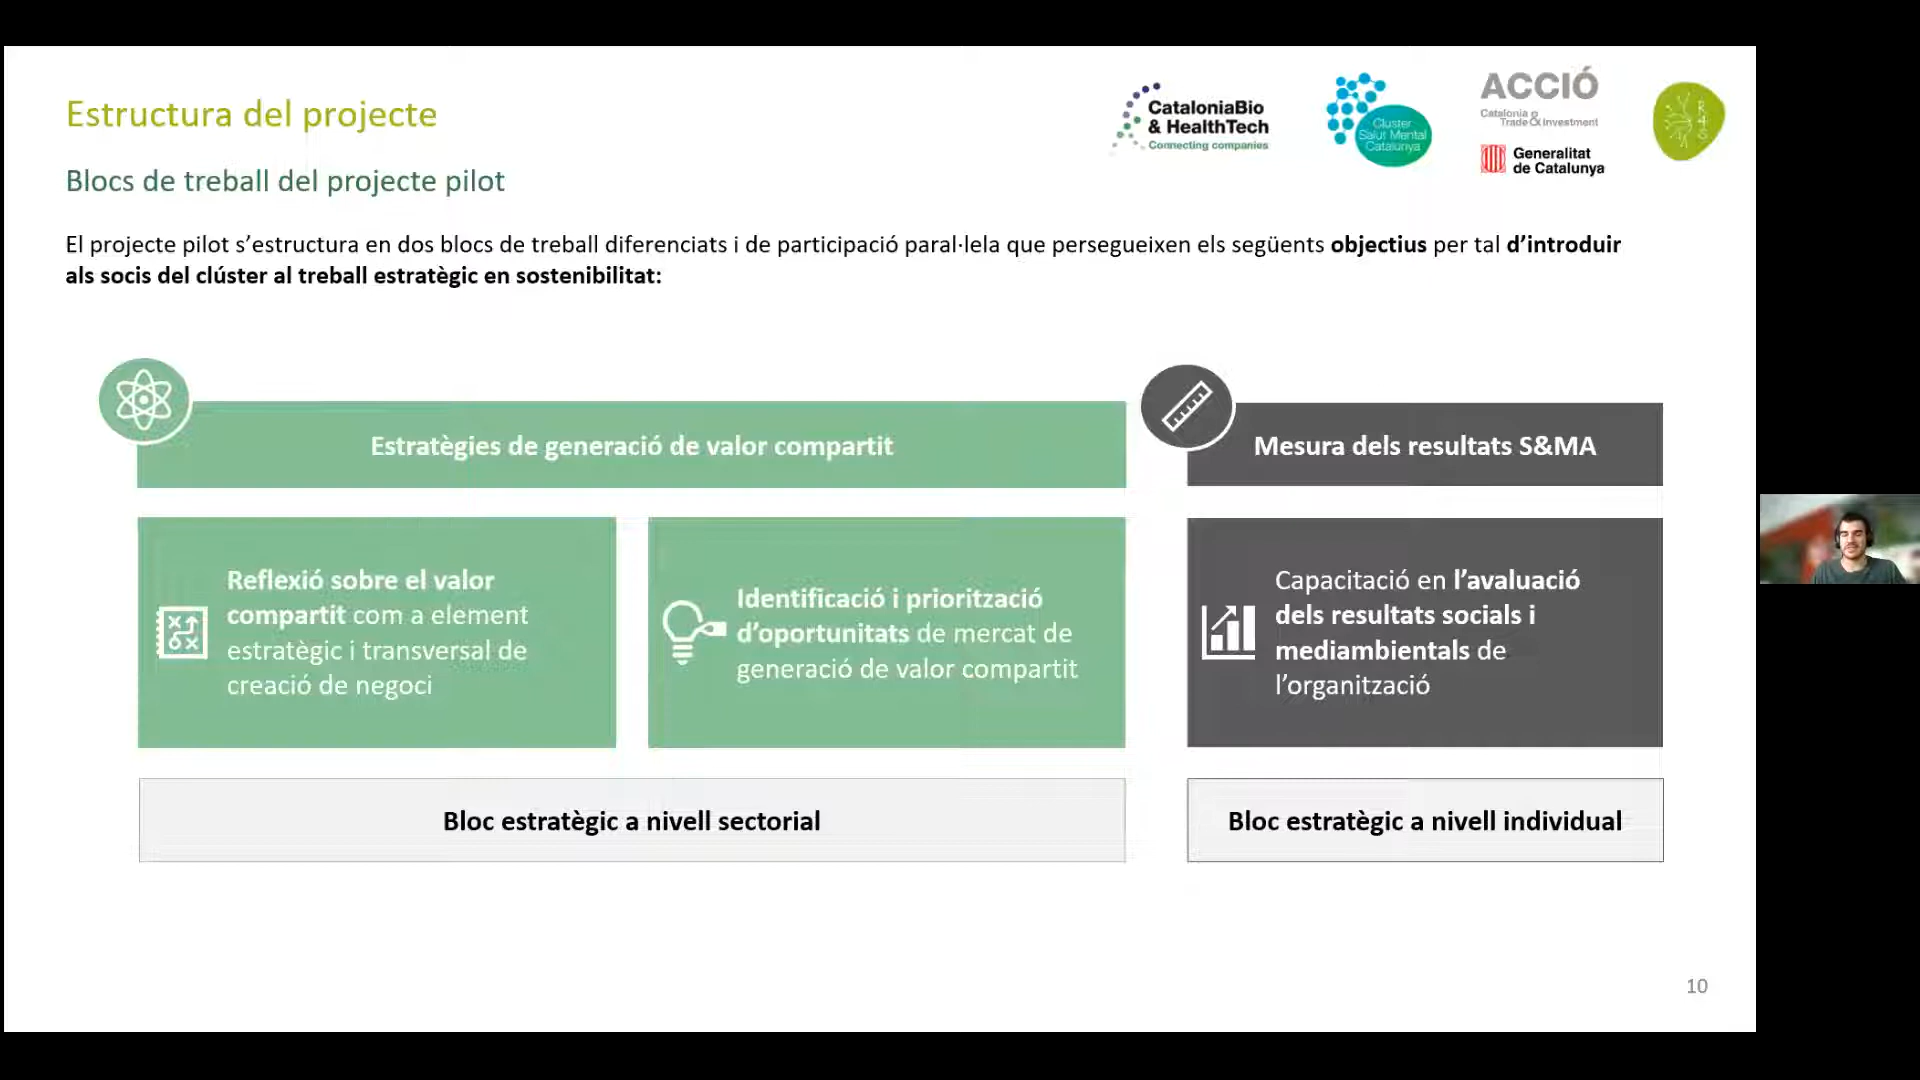 Estructura del projecte
Blocs de treball del projecte pilot
CataloniaBio
& HealthTech
Connecting companies
Clúster
Salut Mental
Catalunya
ACCIÓ
Catalonia
Trade & Investment
Generalitat
de Catalunya
R4S
El projecte pilot s’estructura en dos blocs de treball diferenciats i de participació paral·lela que persegueixen els següents objectius per tal d’introduir
als socis del clúster al treball estratègic en sostenibilitat:
Estratègies de generació de valor compartit
Reflexió sobre el valor
compartit com a element
estratègic i transversal de
creació de negoci
Identificació i priorització
d’oportunitats de mercat de
generació de valor compartit
Bloc estratègic a nivell sectorial
Mesura dels resultats S&MA
Capacitació en l’avaluació
dels resultats socials i
mediambientals de
l’organització
Bloc estratègic a nivell individual
10